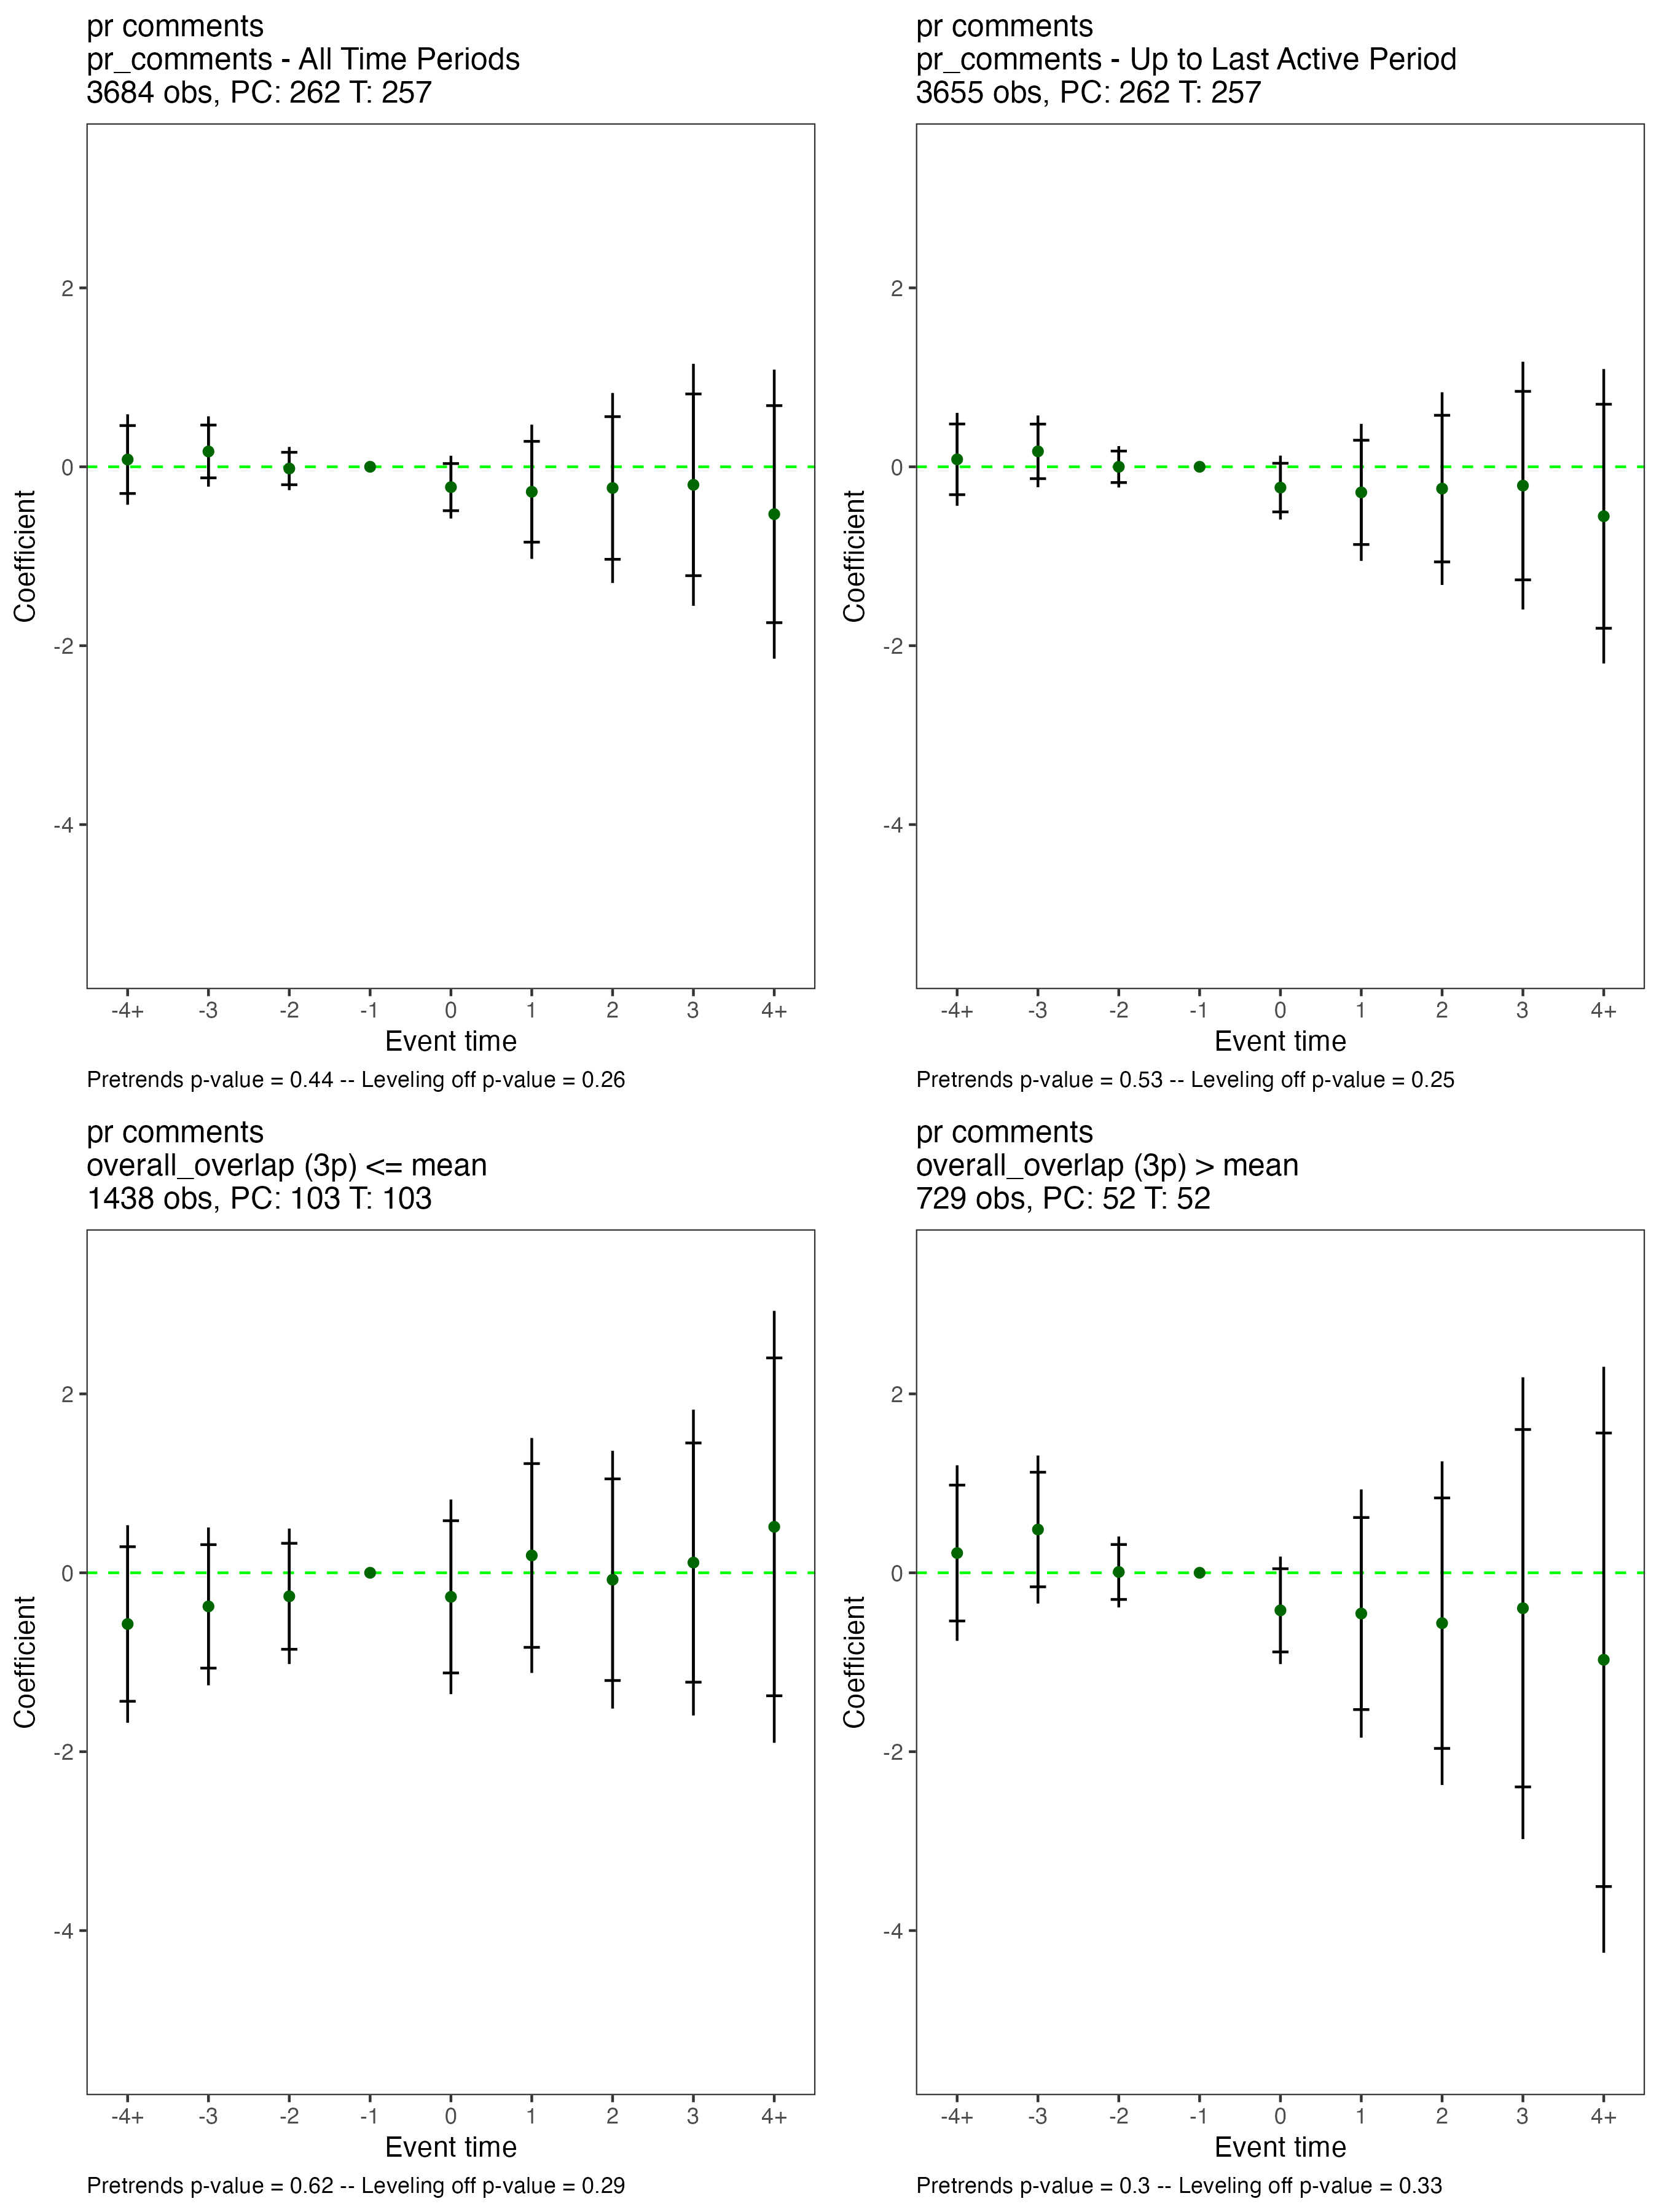 pr comments
pr_comments - All Time Periods
3684 obs, PC: 262 T: 257
2
0
-2
-4
Coefficient
-4+ -3 -2 -1 0 1 2 3 4+
Event time
Pretrends p-value = 0.44 -- Leveling off p-value = 0.26
pr comments
pr_comments - Up to Last Active Period
3655 obs, PC: 262 T: 257
2
0
-2
-4
Coefficient
-4+ -3 -2 -1 0 1 2 3 4+
Event time
Pretrends p-value = 0.53 -- Leveling off p-value = 0.25
pr comments
overall_overlap (3p) <= mean
1438 obs, PC: 103 T: 103
2
0
-2
-4
Coefficient
-4+ -3 -2 -1 0 1 2 3 4+
Event time
Pretrends p-value = 0.62 -- Leveling off p-value = 0.29
pr comments
overall_overlap (3p) > mean
729 obs, PC: 52 T: 52
2
0
-2
-4
Coefficient
-4+ -3 -2 -1 0 1 2 3 4+
Event time
Pretrends p-value = 0.3 -- Leveling off p-value = 0.33